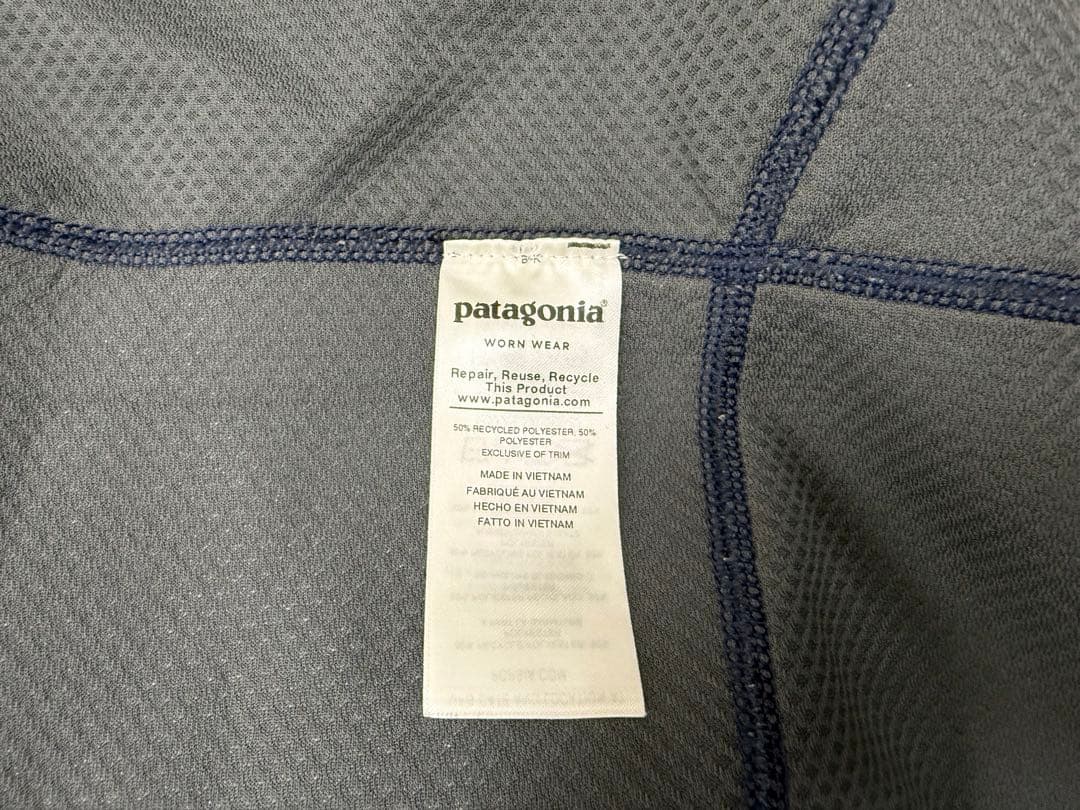 patagonia®
WORN WEAR
Repair, Reuse, Recycle
This Product
www.patagonia.com
50% RECYCLED POLYESTER, 50%
POLYESTER
EXCLUSIVE OF TRIM
MADE IN VIETNAM
FABRIQUÉ AU VIETNAM
HECHO EN VIETNAM
FATTO IN VIETNAM